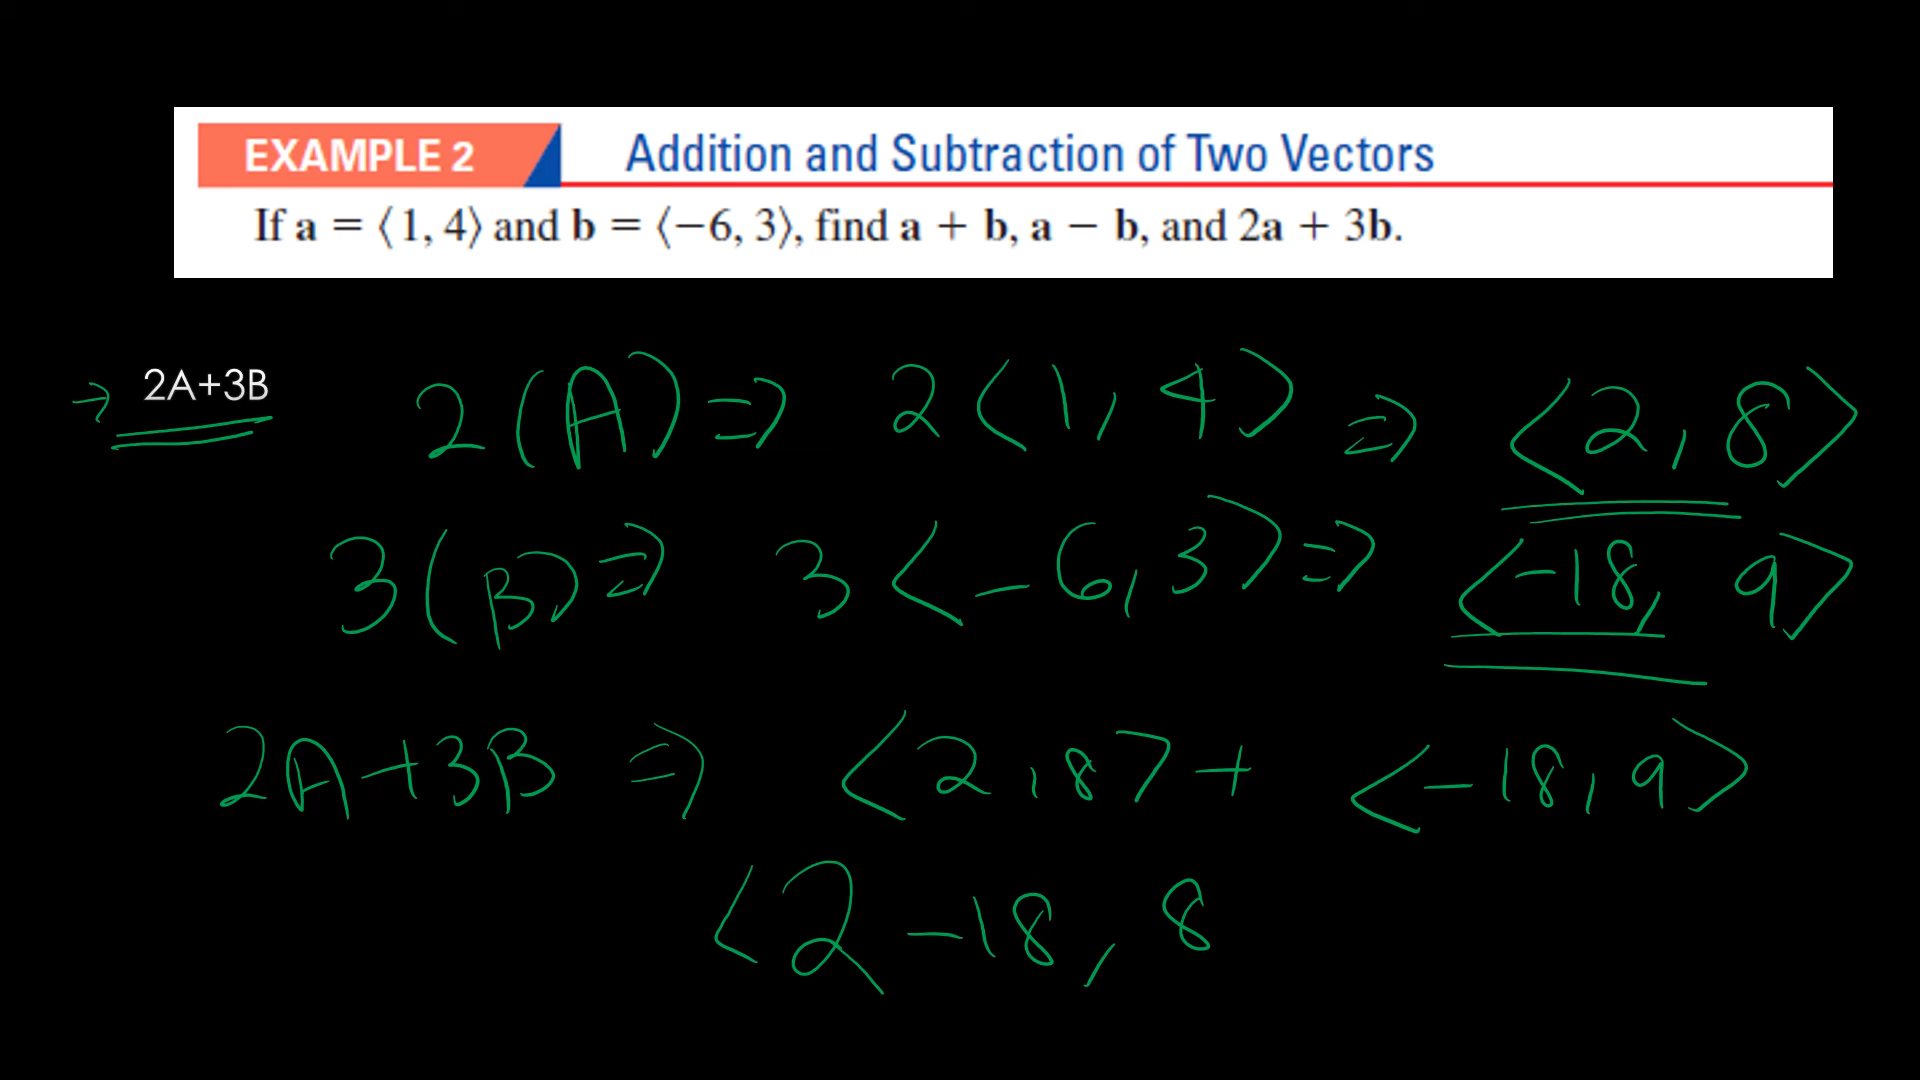 EXAMPLE 2 Addition and Subtraction of Two Vectors
If a = ⟨1, 4⟩ and b = ⟨−6, 3⟩, find a + b, a − b, and 2a + 3b.
→ 2A+3B 2(A) ⇒ 2<1, 4> ⇒ <2, 8>
3(B) ⇒ 3<-6, 3> ⇒ <-18, 9>
2A+3B ⇒ <2, 8> + <-18, 9>
<2 -18, 8